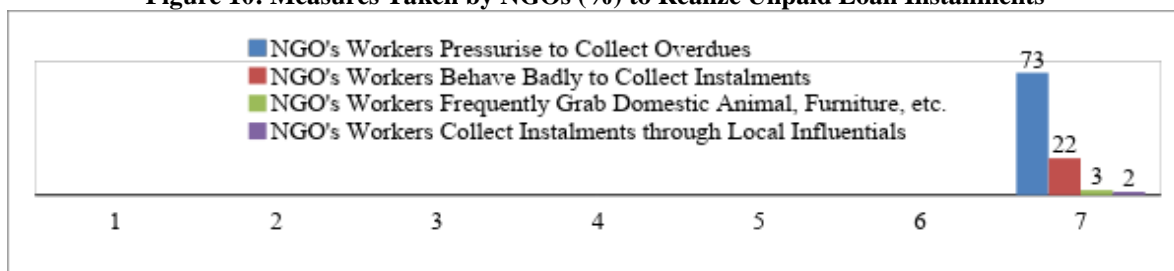 Figure 10: Measures Taken by NGOs (%) to Realize Unpaid Loan Installments
NGO's Workers Pressurise to Collect Overdues
NGO's Workers Behave Badly to Collect Instalments
NGO's Workers Frequently Grab Domestic Animal, Furniture, etc.
NGO's Workers Collect Instalments through Local Influentials
73
22
3 2
1 2 3 4 5 6 7